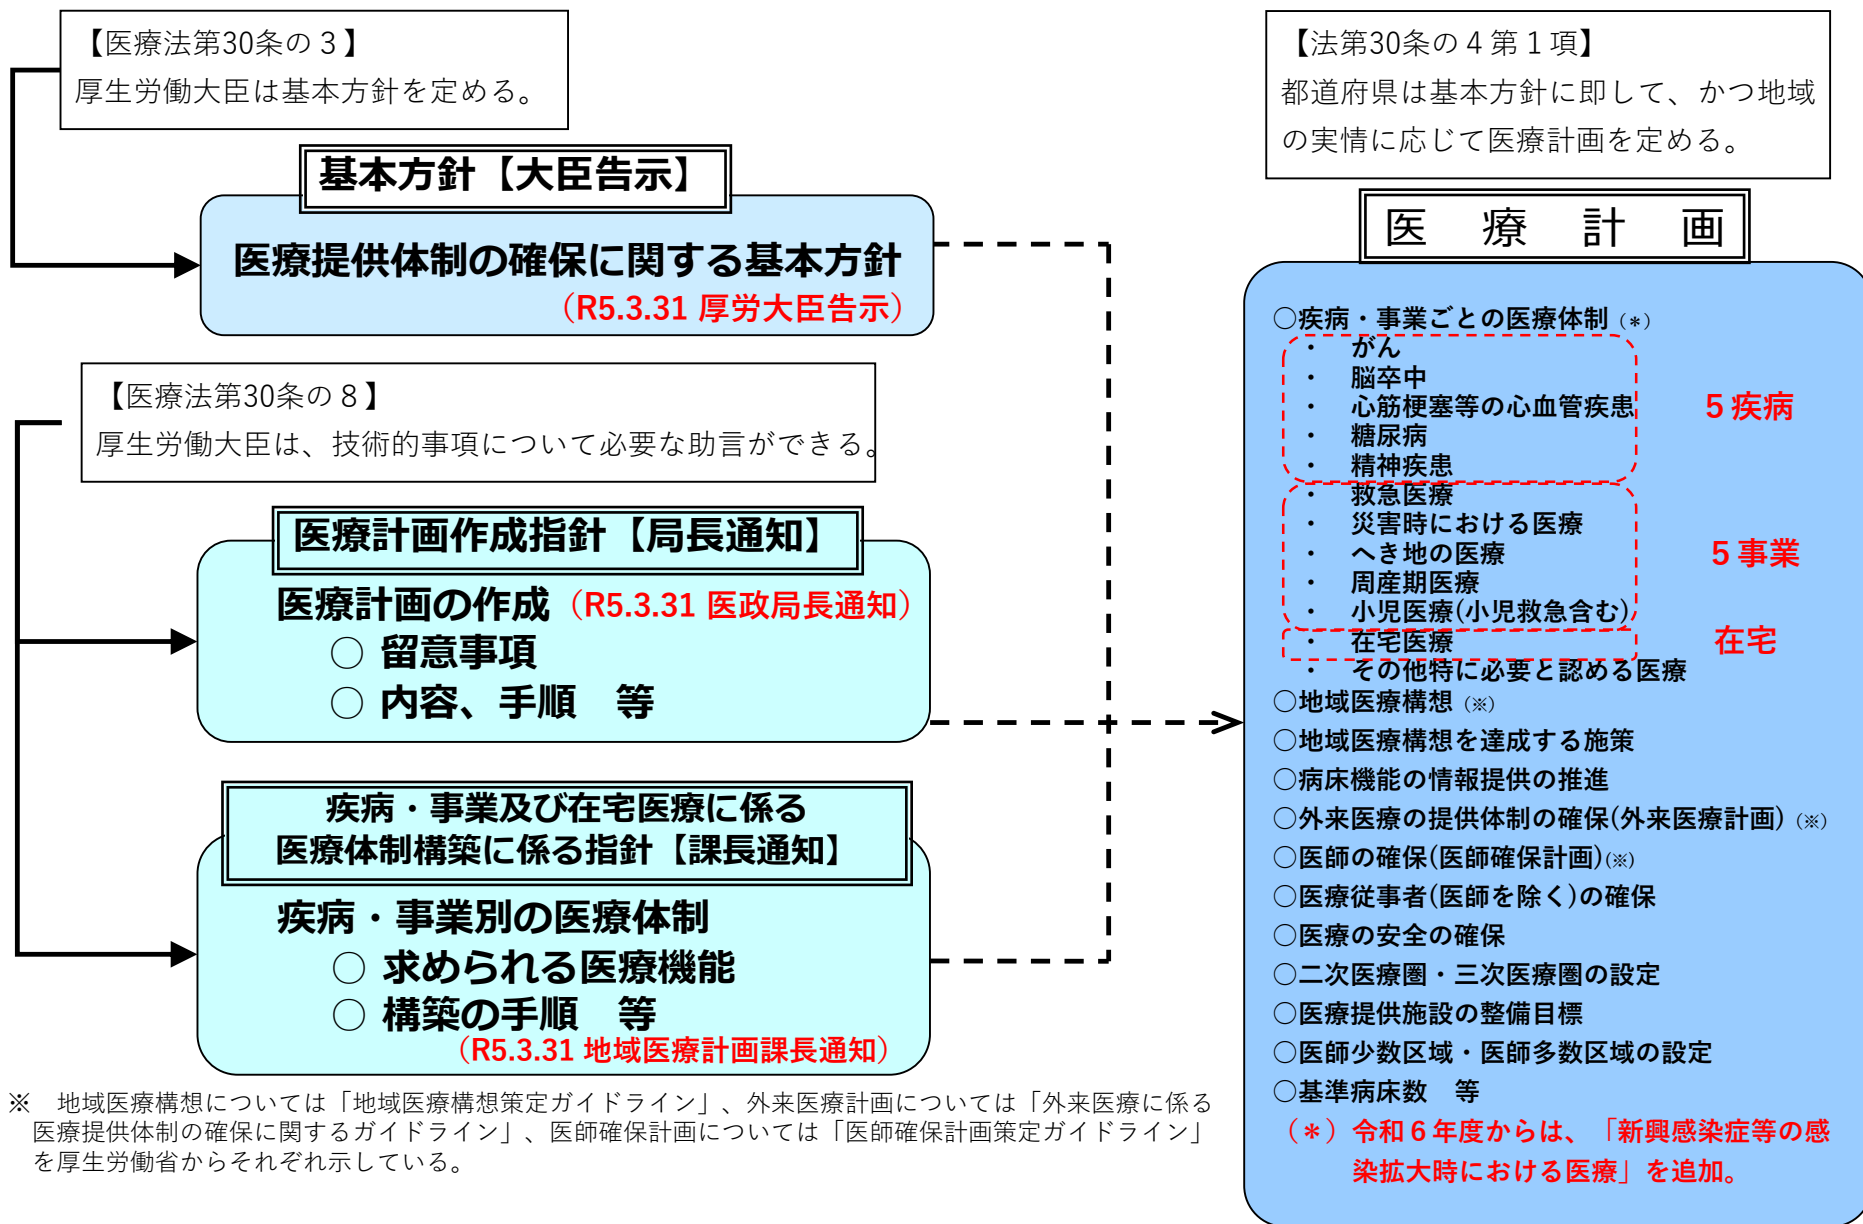 【医療法第30条の３】
厚生労働大臣は基本方針を定める。
基本方針【大臣告示】
医療提供体制の確保に関する基本方針
（R5.3.31 厚労大臣告示）
【医療法第30条の８】
厚生労働大臣は、技術的事項について必要な助言ができる。
医療計画作成指針【局長通知】
医療計画の作成（R5.3.31 医政局長通知）
○ 留意事項
○ 内容、手順　等
疾病・事業及び在宅医療に係る
医療体制構築に係る指針【課長通知】
疾病・事業別の医療体制
○ 求められる医療機能
○ 構築の手順　等
（R5.3.31 地域医療計画課長通知）
※　地域医療構想については「地域医療構想策定ガイドライン」、外来医療計画については「外来医療に係る
医療提供体制の確保に関するガイドライン」、医師確保計画については「医師確保計画策定ガイドライン」
を厚生労働省からそれぞれ示している。
【法第30条の４第１項】
都道府県は基本方針に即して、かつ地域
の実情に応じて医療計画を定める。
医　療　計　画
○疾病・事業ごとの医療体制（＊）
・　がん
・　脳卒中
・　心筋梗塞等の心血管疾患
・　糖尿病
・　精神疾患
５疾病
・　救急医療
・　災害時における医療
・　へき地の医療
・　周産期医療
・　小児医療(小児救急含む)
５事業
・　在宅医療
在宅
・　その他特に必要と認める医療
○地域医療構想（※）
○地域医療構想を達成する施策
○病床機能の情報提供の推進
○外来医療の提供体制の確保(外来医療計画)（※）
○医師の確保(医師確保計画)(※)
○医療従事者(医師を除く)の確保
○医療の安全の確保
○二次医療圏・三次医療圏の設定
○医療提供施設の整備目標
○医師少数区域・医師多数区域の設定
○基準病床数　等
（＊）令和６年度からは、「新興感染症等の感
染拡大時における医療」を追加。